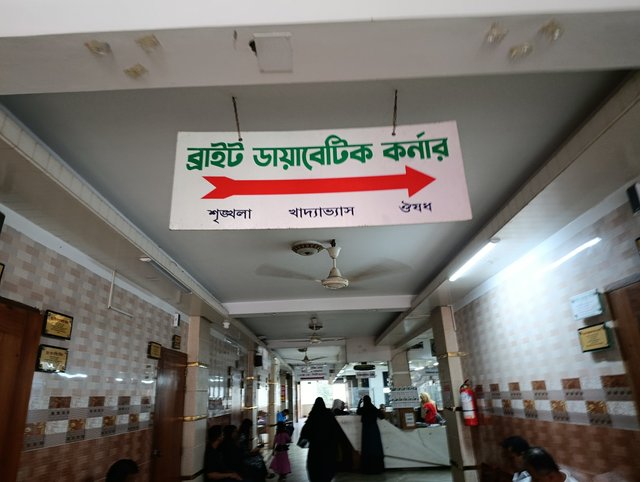 ব্রাইট ডায়াবেটিক কর্নার
শৃঙ্খলা খাদ্যাভ্যাস ঔষধ